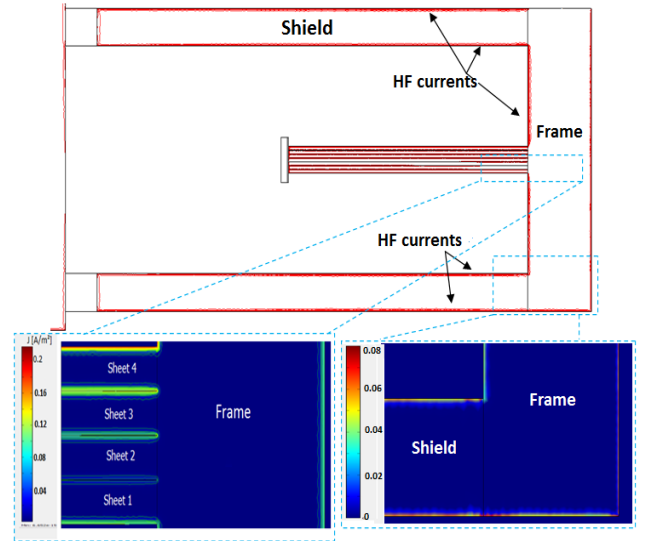 Shield
HF currents
Frame
HF currents
J [A/m²]
0.2
0.16
0.12
0.08
0.04
Sheet 4
Sheet 3
Sheet 2
Sheet 1
Frame
0.08
0.06
0.04
0.02
0
Frame
Shield